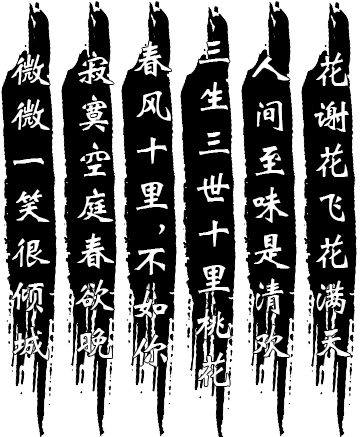 微微一笑很倾城
寂寞空庭春欲晚
春风十里，不如你
三生三世十里桃花
人间至味是清欢
花谢花飞花满天